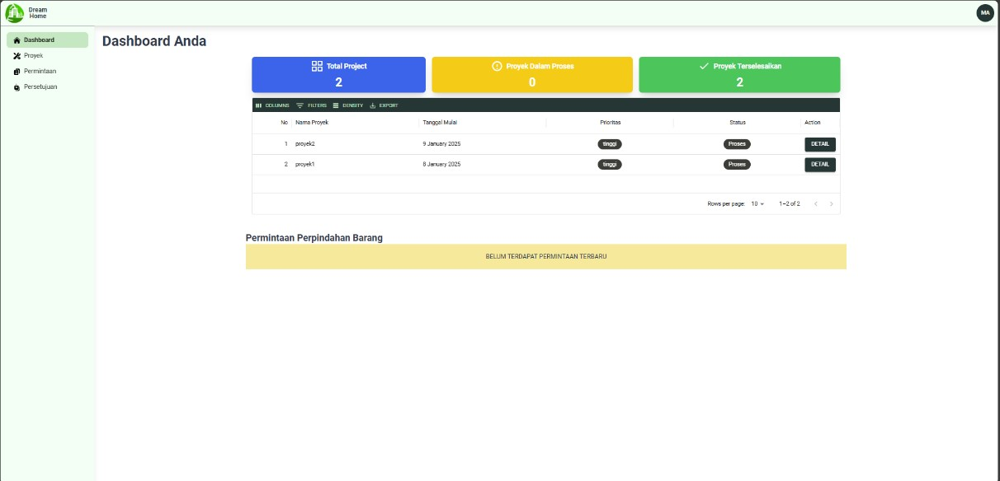 Dream
Home
MA
Dashboard
Proyek
Permintaan
Persetujuan
Dashboard Anda
Total Project
2
Proyek Dalam Proses
0
Proyek Terselesaikan
2
COLUMNS FILTERS DENSITY EXPORT
No Nama Proyek Tanggal Mulai Prioritas Status Action
1 proyek2 9 January 2025 tinggi Proses DETAIL
2 proyek1 8 January 2025 tinggi Proses DETAIL
Rows per page: 10 1–2 of 2
Permintaan Perpindahan Barang
BELUM TERDAPAT PERMINTAAN TERBARU